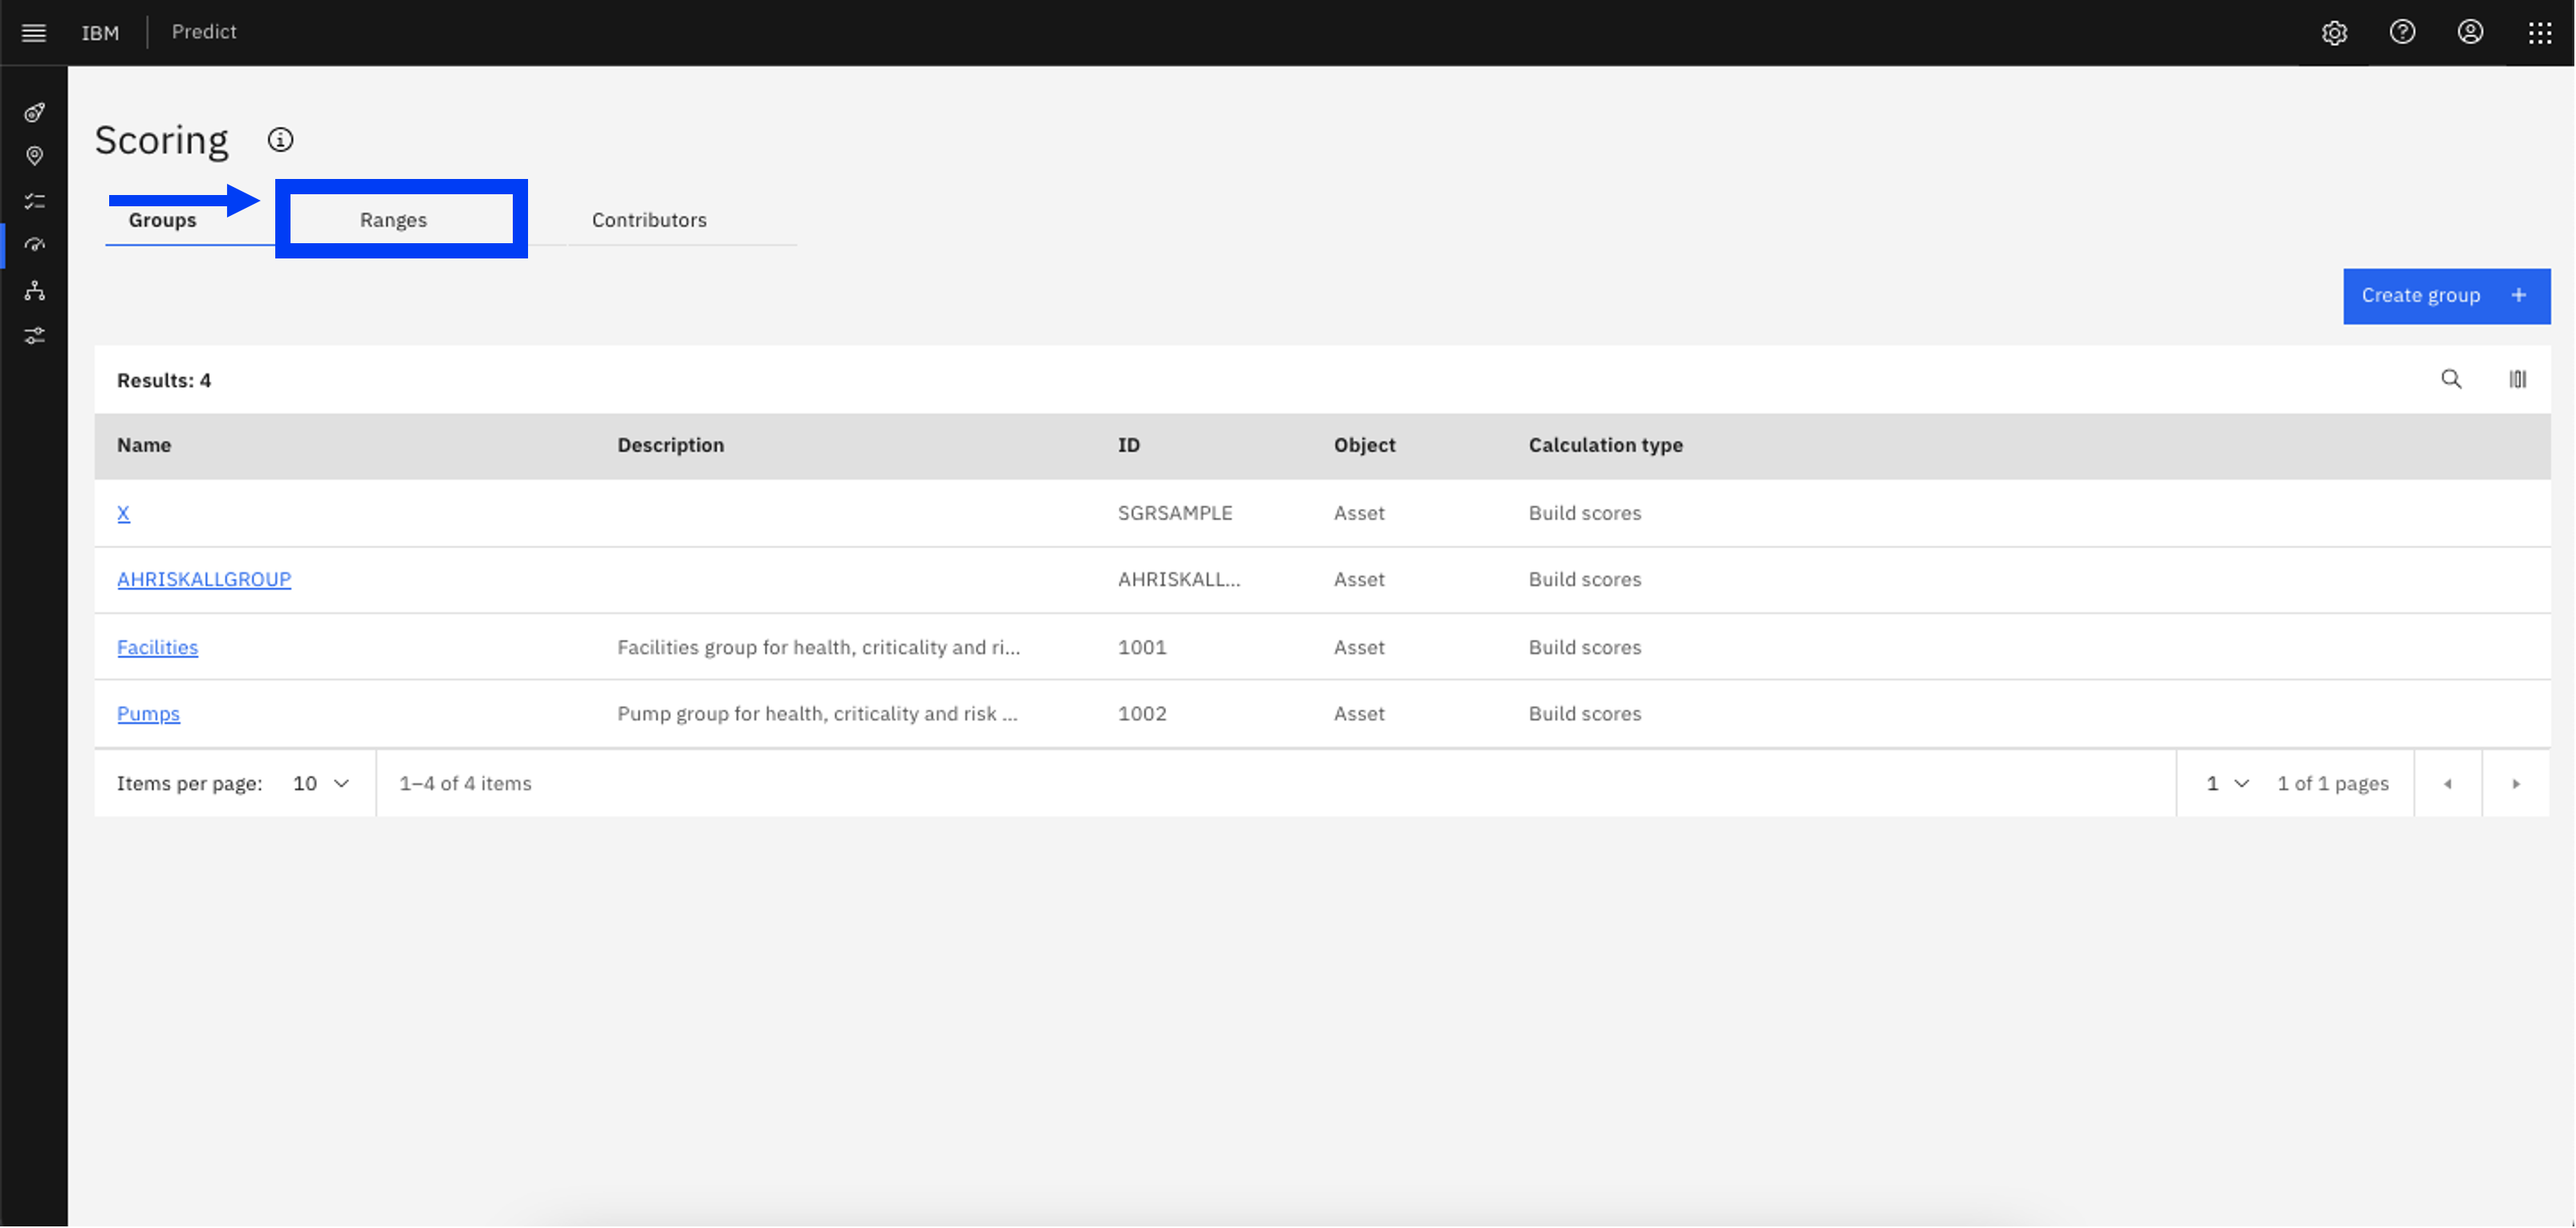 IBM Predict
Scoring
Groups Ranges Contributors
Create group +
Results: 4
Name Description ID Object Calculation type
X SGRSAMPLE Asset Build scores
AHRISKALLGROUP AHRISKALL... Asset Build scores
Facilities Facilities group for health, criticality and ri... 1001 Asset Build scores
Pumps Pump group for health, criticality and risk ... 1002 Asset Build scores
Items per page: 10 1–4 of 4 items 1 1 of 1 pages